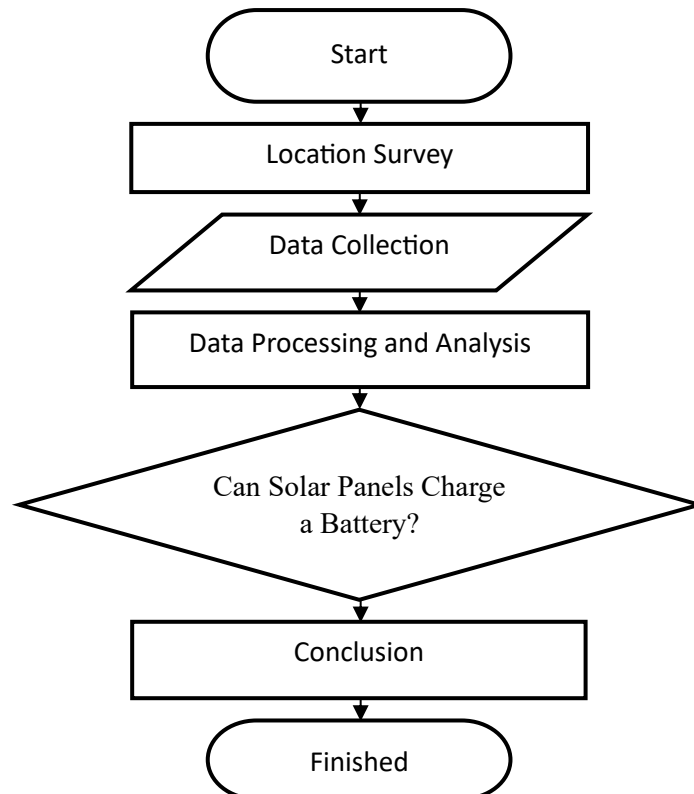 Start
Location Survey
Data Collection
Data Processing and Analysis
Can Solar Panels Charge
a Battery?
Conclusion
Finished